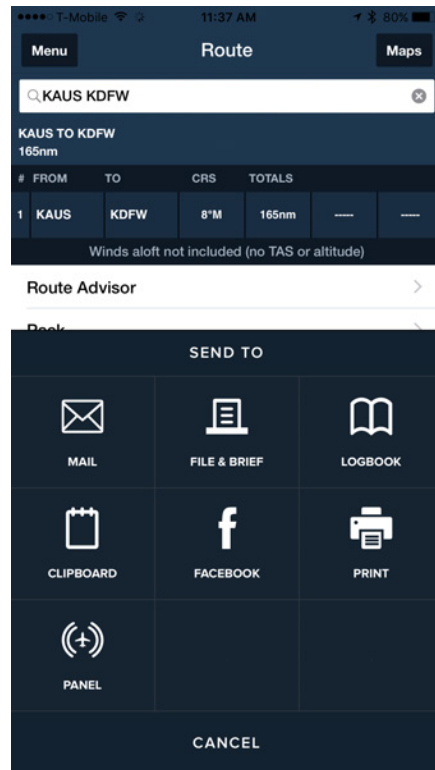 T-Mobile 11:37 AM 80%
Menu Route Maps
KAUS KDFW
KAUS TO KDFW
165nm
# FROM TO CRS TOTALS
1 KAUS KDFW 8°M 165nm ----- -----
Winds aloft not included (no TAS or altitude)
Route Advisor
Pack
SEND TO
MAIL FILE & BRIEF LOGBOOK
CLIPBOARD FACEBOOK PRINT
PANEL
CANCEL